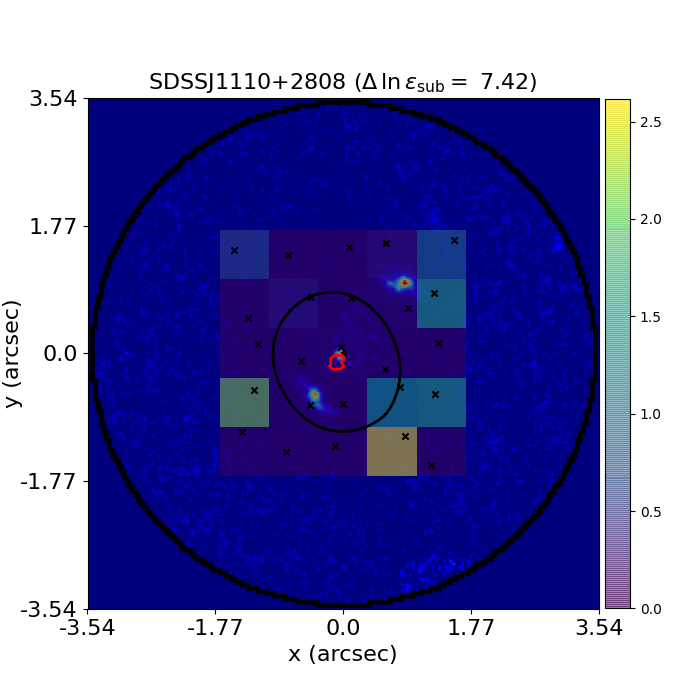 SDSSJ1110+2808 (Δ ln ε_sub = 7.42)
3.54
1.77
0.0
-1.77
-3.54
y (arcsec)
-3.54 -1.77 0.0 1.77 3.54
x (arcsec)
2.5
2.0
1.5
1.0
0.5
0.0